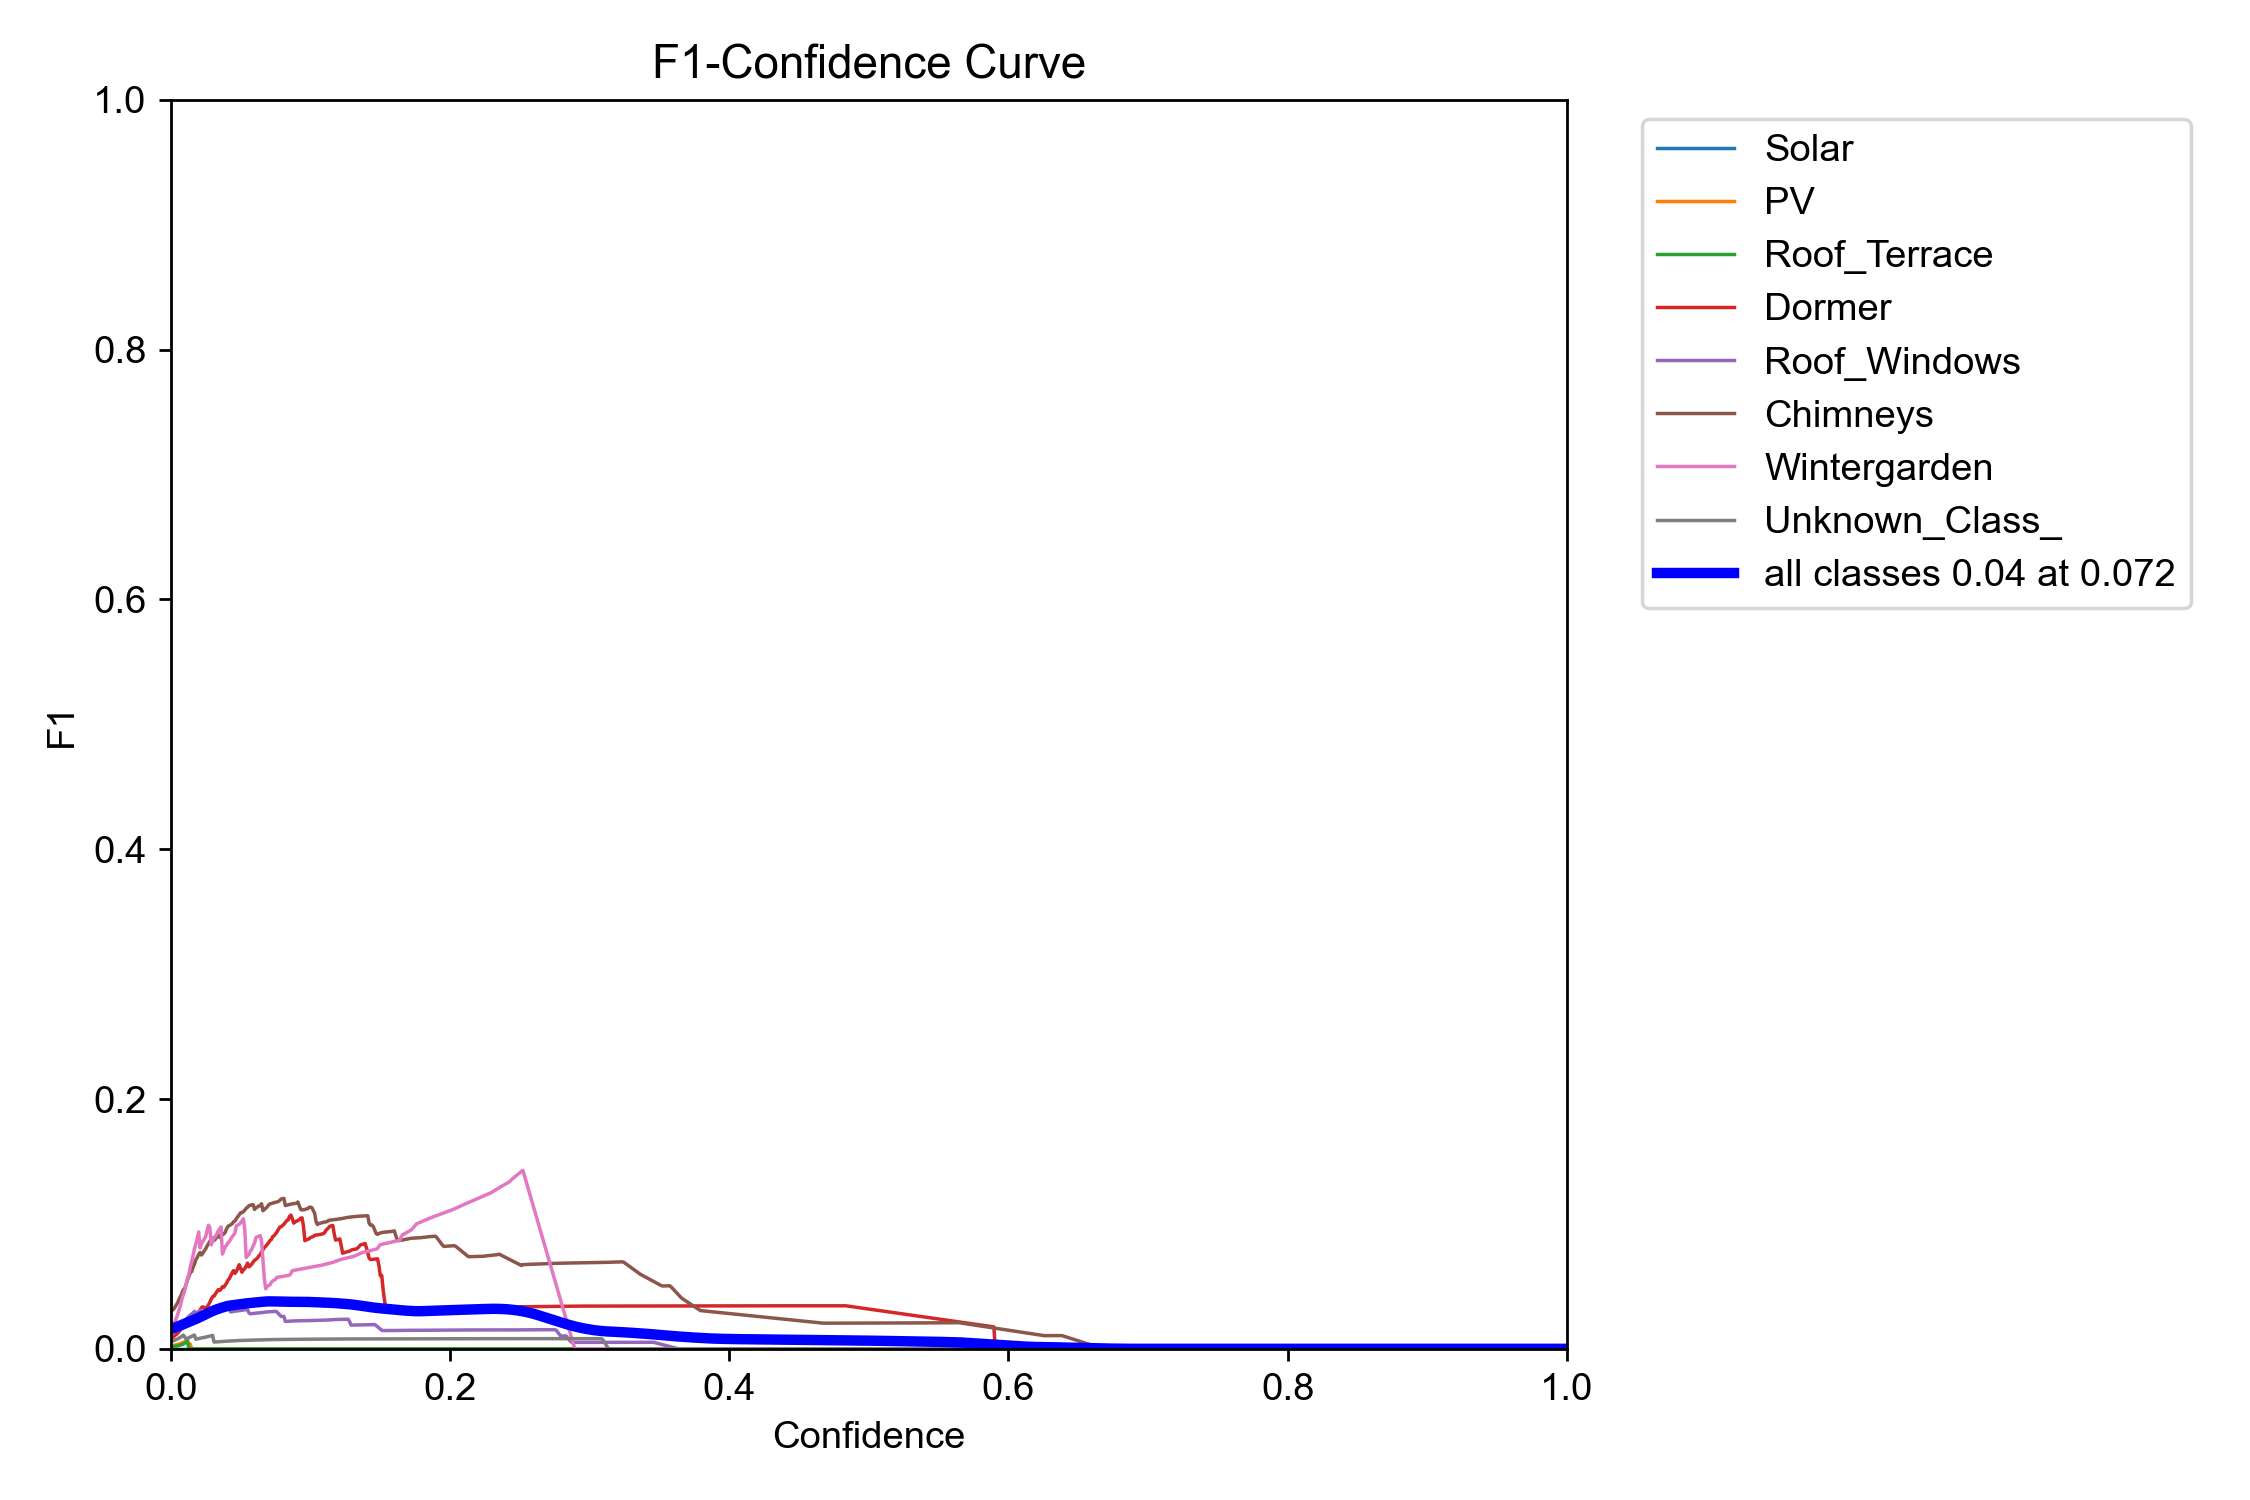 F1-Confidence Curve
1.0
0.8
0.6
0.4
0.2
0.0
F1
0.0 0.2 0.4 0.6 0.8 1.0
Confidence
Solar
PV
Roof_Terrace
Dormer
Roof_Windows
Chimneys
Wintergarden
Unknown_Class_
all classes 0.04 at 0.072